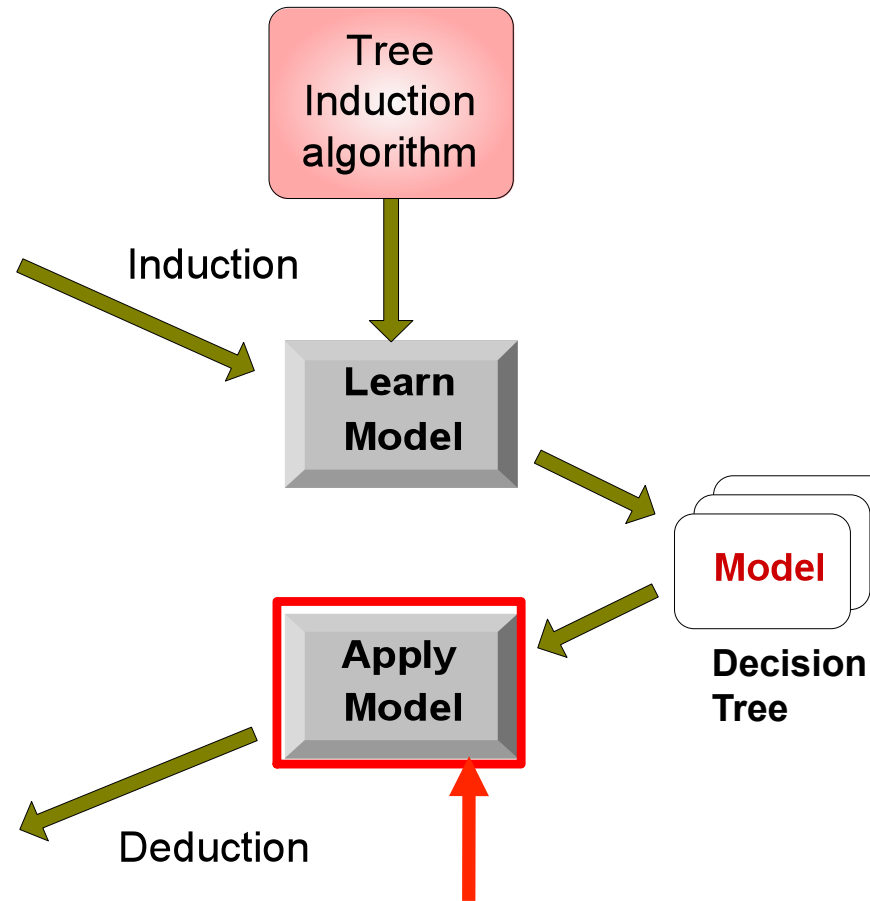 Tree
Induction
algorithm
Induction
Learn
Model
Model
Decision
Tree
Apply
Model
Deduction